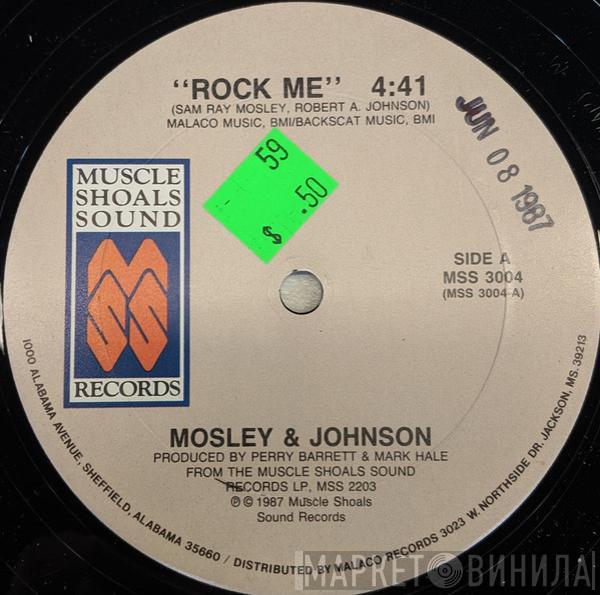 "ROCK ME" 4:41
(SAM RAY MOSLEY, ROBERT A. JOHNSON)
MALACO MUSIC, BMI/BACKSCAT MUSIC, BMI
JUN 08 1987
59
.50
$
MUSCLE
SHOALS
SOUND
MSS
RECORDS
SIDE A
MSS 3004
(MSS 3004-A)
MOSLEY & JOHNSON
PRODUCED BY PERRY BARRETT & MARK HALE
FROM THE MUSCLE SHOALS SOUND
RECORDS LP, MSS 2203
℗ © 1987 Muscle Shoals
Sound Records
1000 ALABAMA AVENUE, SHEFFIELD, ALABAMA 35660 / DISTRIBUTED BY MALACO RECORDS 3023 W. NORTHSIDE DR. JACKSON, MS. 39213
МАРКЕТ ВИНИЛА